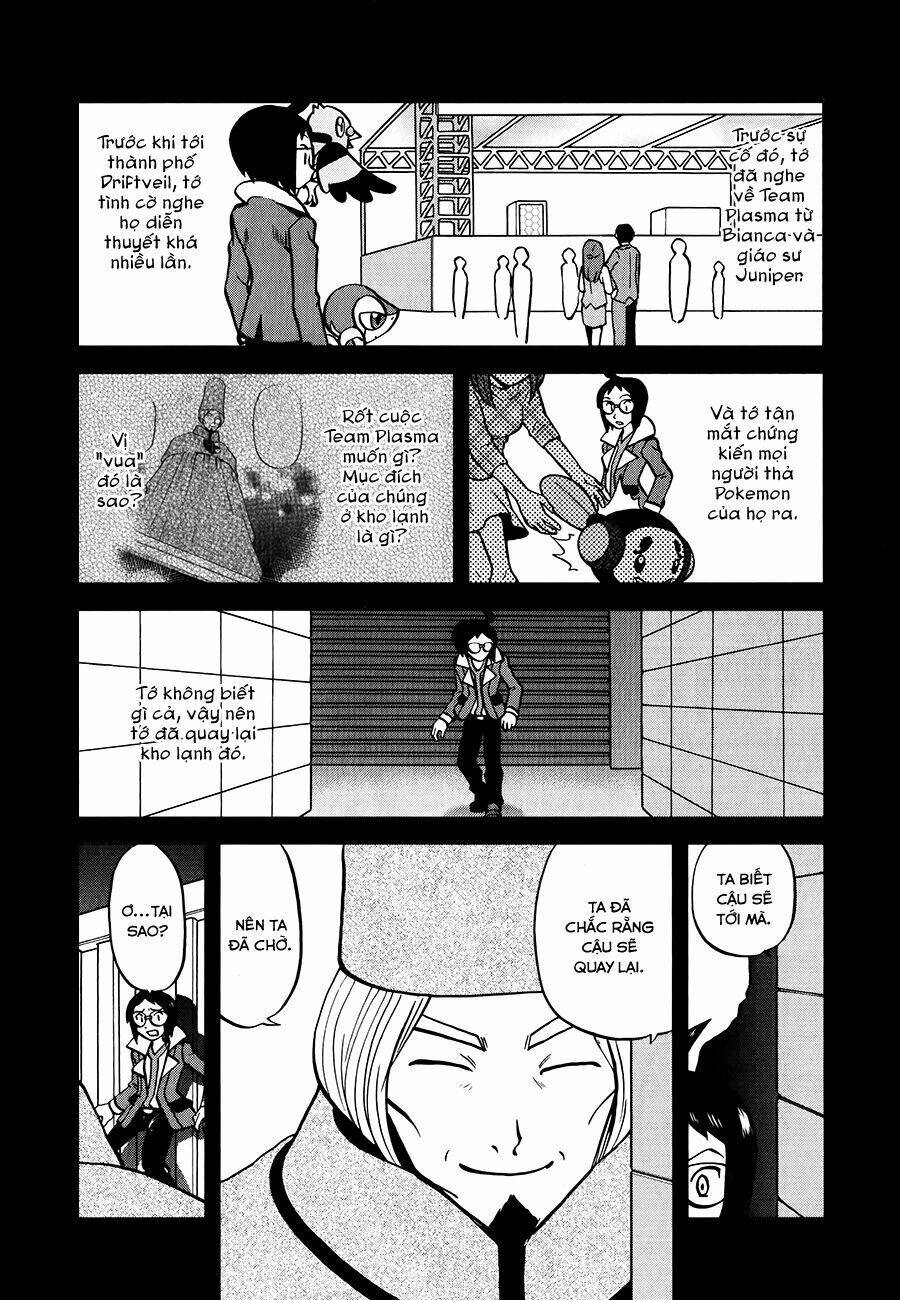 Trước sự
cố đó, tớ
đã nghe
về Team
Plasma từ
Bianca và
giáo sư
Juniper.
Trước khi tới
thành phố
Driftveil, tớ
tình cờ nghe
họ diễn
thuyết khá
nhiều lần.
Và tớ tận
mắt chứng
kiến mọi
người thả
Pokemon
của họ ra.
Rốt cuộc
Team Plasma
muốn gì?
Mục đích
của chúng
ở kho lạnh
là gì?
Vị
"vua"
đó là
sao?
Tớ không biết
gì cả, vậy nên
tớ đã quay lại
kho lạnh đó.
TA BIẾT
CẬU SẼ
TỚI MÀ.
TA ĐÃ
CHẮC RẰNG
CẬU SẼ
QUAY LẠI.
NÊN TA
ĐÃ CHỜ.
Ơ...TẠI
SAO?